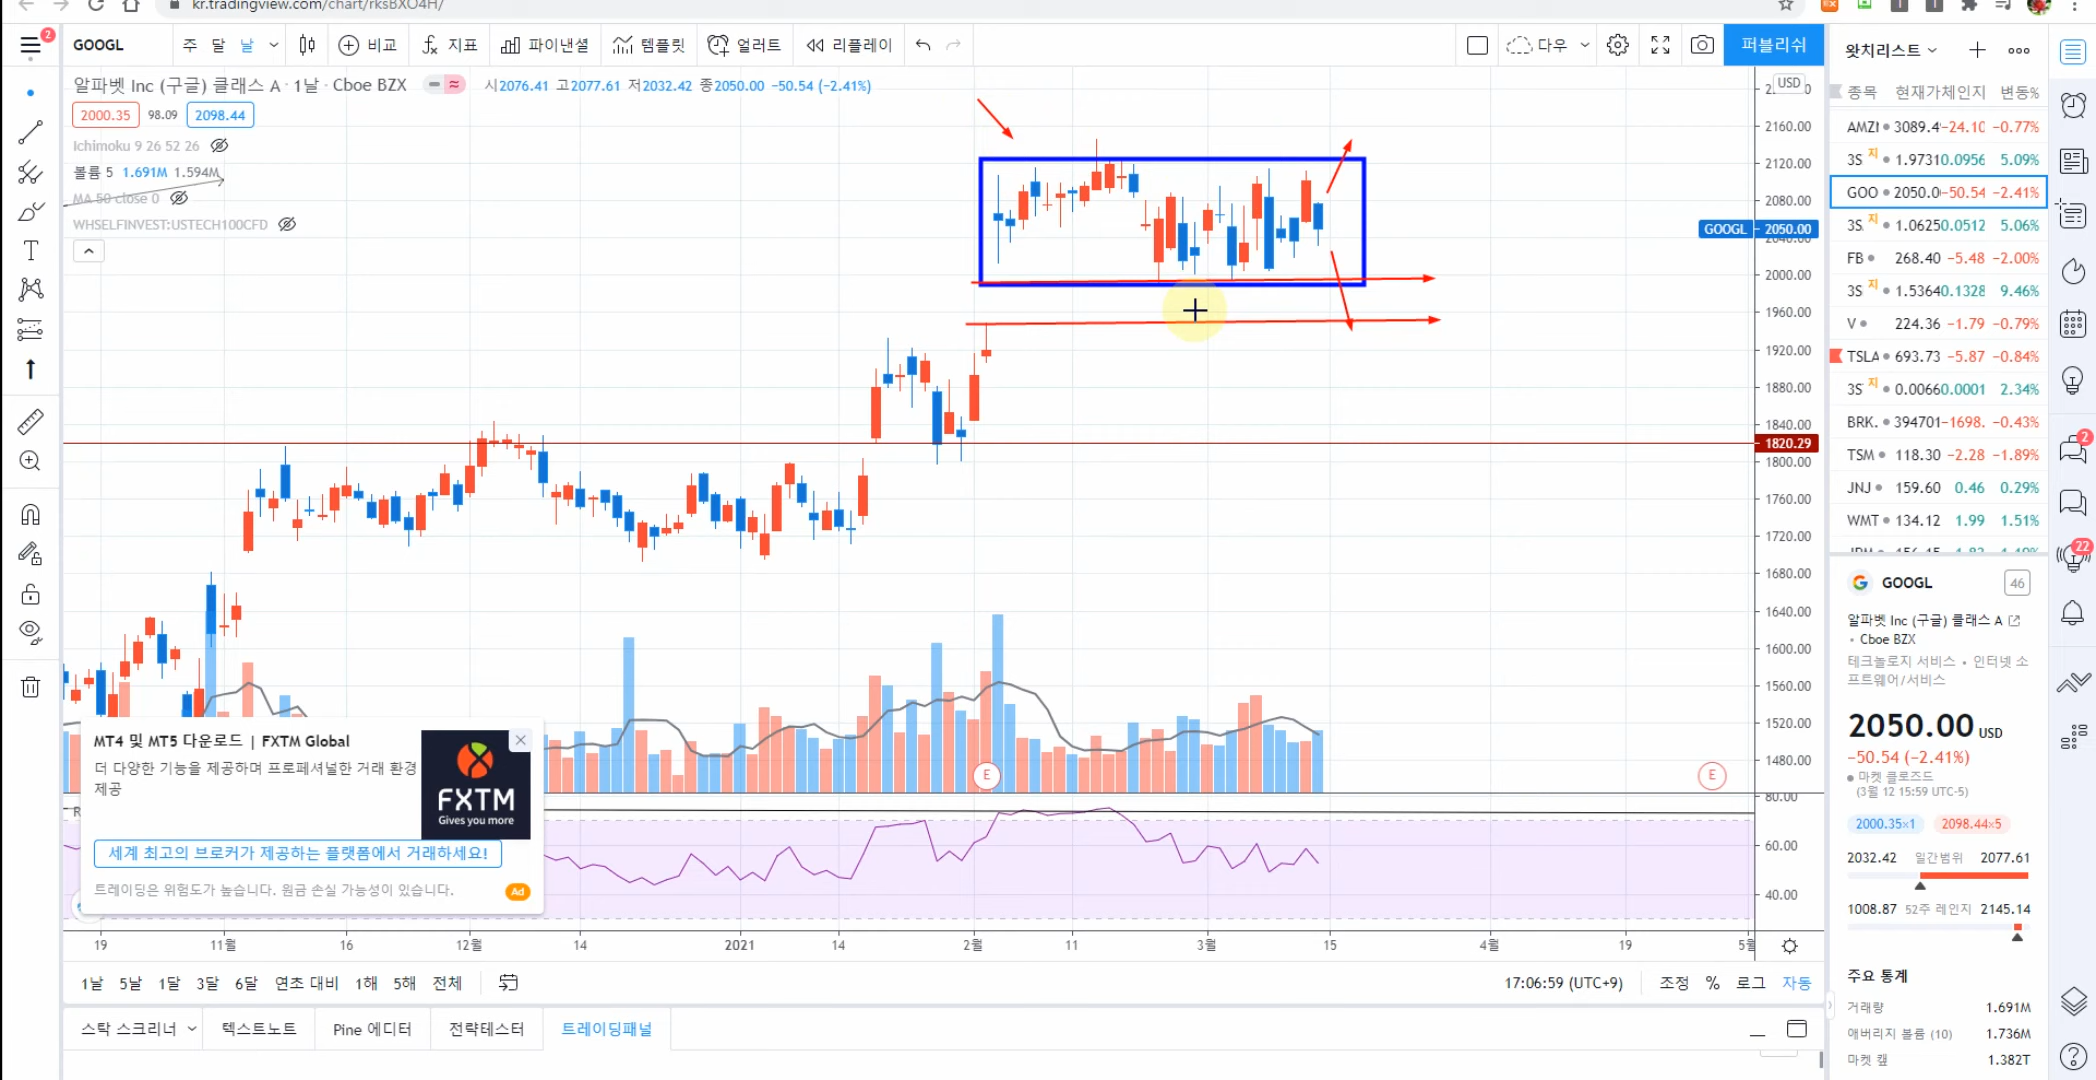 kr.tradingview.com/chart/rksBXO4H/
2
GOOGL 주 달 날 비교 지표 파이낸셜 템플릿 얼러트 리플레이 다우 퍼블리쉬
알파벳 Inc (구글) 클래스 A · 1날 · Cboe BZX 시2076.41 고2077.61 저2032.42 종2050.00 −50.54 (−2.41%)
2000.35 98.09 2098.44
Ichimoku 9 26 52 26
볼륨 5 1.691M 1.594M
MA 50 close 0
WHSELFINVEST:USTECH100CFD
USD
2160.00
2120.00
2080.00
GOOGL 2050.00
2040.00
2000.00
1960.00
1920.00
1880.00
1840.00
1820.29
1800.00
1760.00
1720.00
1680.00
1640.00
1600.00
1560.00
1520.00
1480.00
80.00
60.00
40.00
E E
MT4 및 MT5 다운로드 | FXTM Global
더 다양한 기능을 제공하며 프로페셔널한 거래 환경
제공
FXTM
Gives you more
세계 최고의 브로커가 제공하는 플랫폼에서 거래하세요!
트레이딩은 위험도가 높습니다. 원금 손실 가능성이 있습니다.
Ad
19 11월 16 12월 14 2021 14 2월 11 3월 15 4월 19 5월
1날 5날 1달 3달 6달 연초 대비 1해 5해 전체
17:06:59 (UTC+9) 조정 % 로그 자동
스탁 스크리너 텍스트노트 Pine 에디터 전략테스터 트레이딩패널
왓치리스트
종목 현재가 체인지 변동%
AMZN 3089.4 −24.10 −0.77%
3S 지 1.9731 0.0956 5.09%
GOO 2050.0 −50.54 −2.41%
3S. 지 1.0625 0.0512 5.06%
FB 268.40 −5.48 −2.00%
3S 지 1.5364 0.1328 9.46%
V 224.36 −1.79 −0.79%
TSLA 693.73 −5.87 −0.84%
3S 지 0.0066 0.0001 2.34%
BRK. 394701 −1698. −0.43%
TSM 118.30 −2.28 −1.89%
JNJ 159.60 0.46 0.29%
WMT 134.12 1.99 1.51%
GOOGL 46
알파벳 Inc (구글) 클래스 A
• Cboe BZX
테크놀로지 서비스 • 인터넷 소
프트웨어/서비스
2050.00 USD
−50.54 (−2.41%)
마켓 클로즈드
(3월 12 15:59 UTC-5)
2000.35×1 2098.44×5
2032.42 일간범위 2077.61
1008.87 52주 레인지 2145.14
주요 통계
거래량 1.691M
애버리지 볼륨 (10) 1.736M
마켓 캪 1.382T
2
22